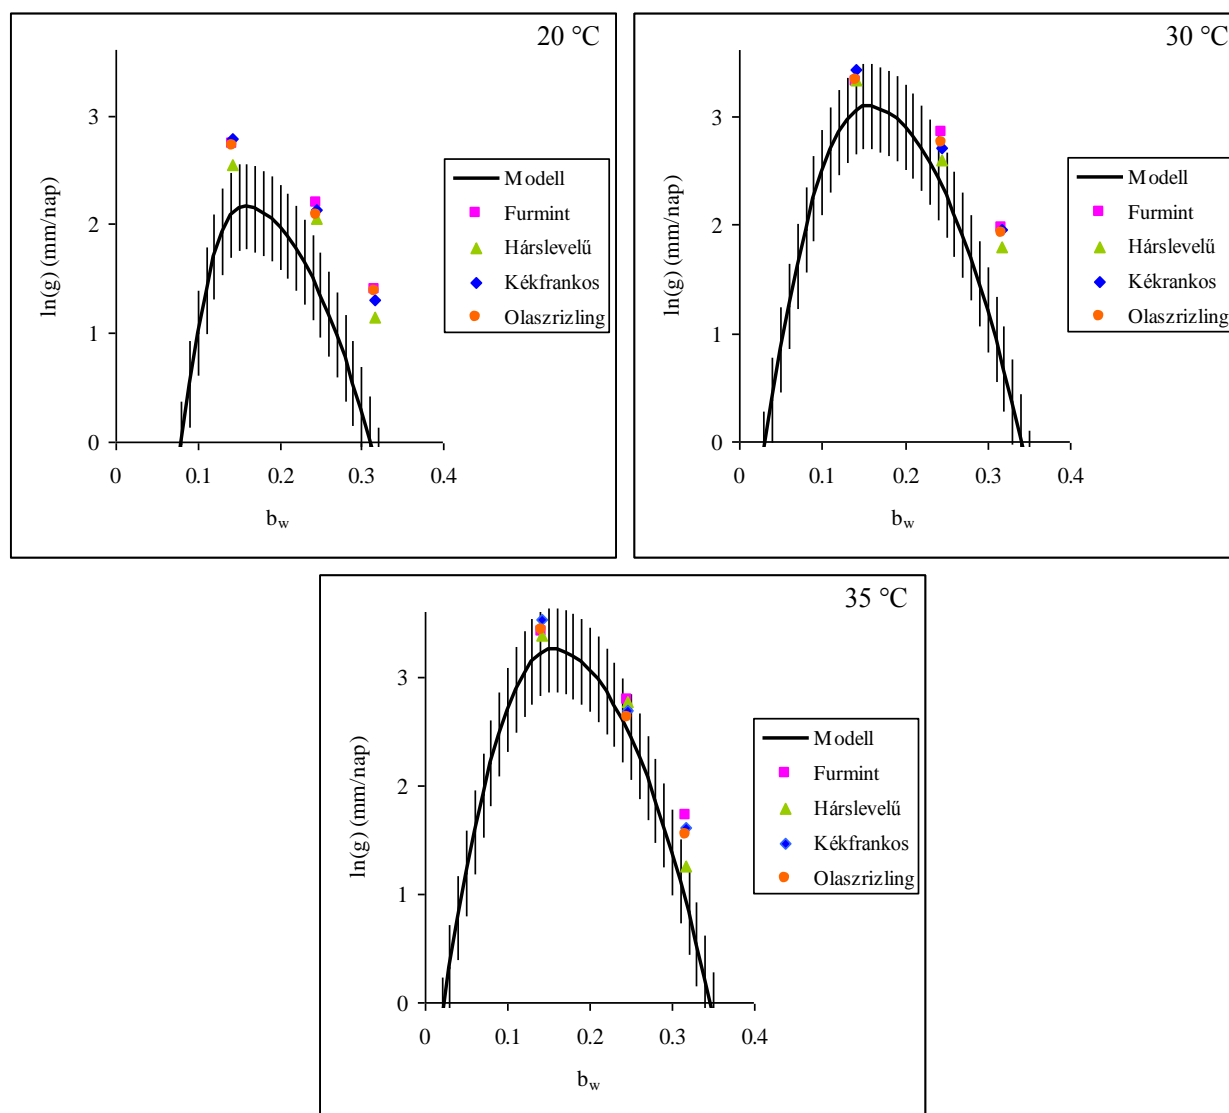 20 °C
3
2
1
0
ln(g) (mm/nap)
0
0.1
0.2
0.3
0.4
b_w
Modell
Furmint
Hárslevelű
Kékfrankos
Olaszrizling
30 °C
3
2
1
0
ln(g) (mm/nap)
0
0.1
0.2
0.3
0.4
b_w
Modell
Furmint
Hárslevelű
Kékrankos
Olaszrizling
35 °C
3
2
1
0
ln(g) (mm/nap)
0
0.1
0.2
0.3
0.4
b_w
Modell
Furmint
Hárslevelű
Kékfrankos
Olaszrizling